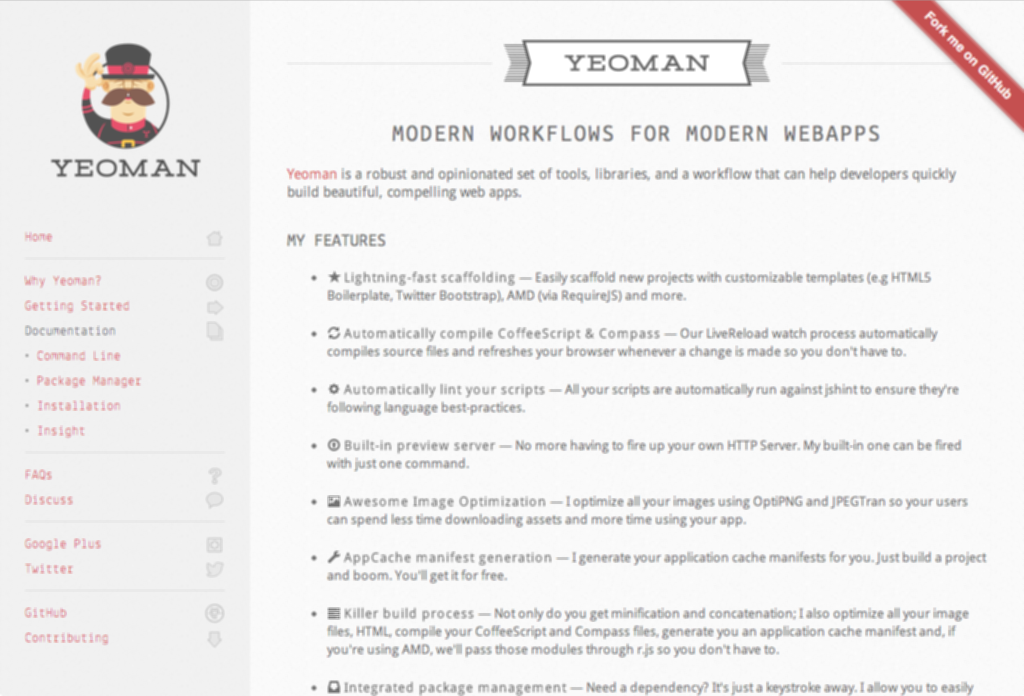 YEOMAN
Home
Why Yeoman?
Getting Started
Documentation
• Command Line
• Package Manager
• Installation
• Insight
FAQs
Discuss
Google Plus
Twitter
GitHub
Contributing
YEOMAN
Fork me on GitHub
MODERN WORKFLOWS FOR MODERN WEBAPPS
Yeoman is a robust and opinionated set of tools, libraries, and a workflow that can help developers quickly
build beautiful, compelling web apps.
MY FEATURES
• Lightning-fast scaffolding — Easily scaffold new projects with customizable templates (e.g HTML5
Boilerplate, Twitter Bootstrap), AMD (via RequireJS) and more.
• Automatically compile CoffeeScript & Compass — Our LiveReload watch process automatically
compiles source files and refreshes your browser whenever a change is made so you don't have to.
• Automatically lint your scripts — All your scripts are automatically run against jshint to ensure they're
following language best-practices.
• Built-in preview server — No more having to fire up your own HTTP Server. My built-in one can be fired
with just one command.
• Awesome Image Optimization — I optimize all your images using OptiPNG and JPEGTran so your users
can spend less time downloading assets and more time using your app.
• AppCache manifest generation — I generate your application cache manifests for you. Just build a project
and boom. You'll get it for free.
• Killer build process — Not only do you get minification and concatenation; I also optimize all your image
files, HTML, compile your CoffeeScript and Compass files, generate you an application cache manifest and, if
you're using AMD, we'll pass those modules through r.js so you don't have to.
• Integrated package management — Need a dependency? It's just a keystroke away. I allow you to easily